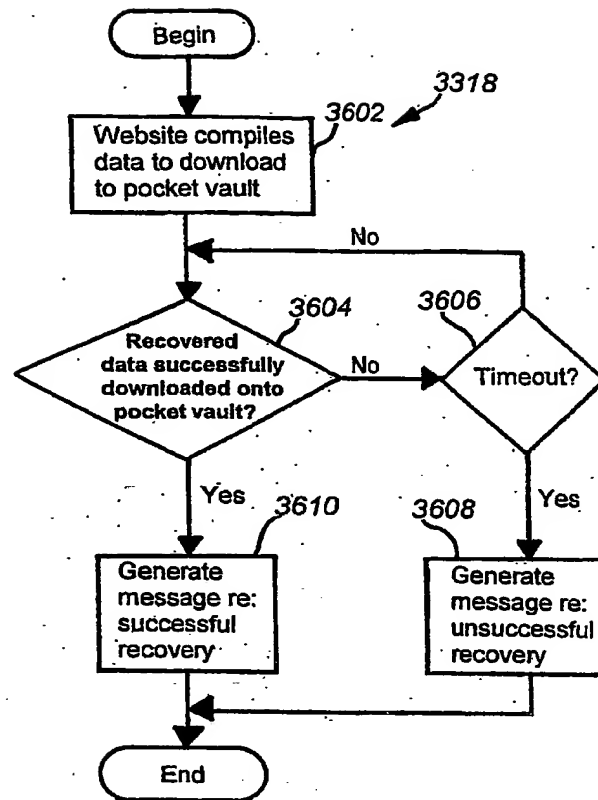 Begin
3318
3602
Website compiles
data to download
to pocket vault
No
3604
3606
Recovered
data successfully
downloaded onto
pocket vault?
No
Timeout?
Yes
3610
3608
Yes
Generate
message re:
successful
recovery
Generate
message re:
unsuccessful
recovery
End